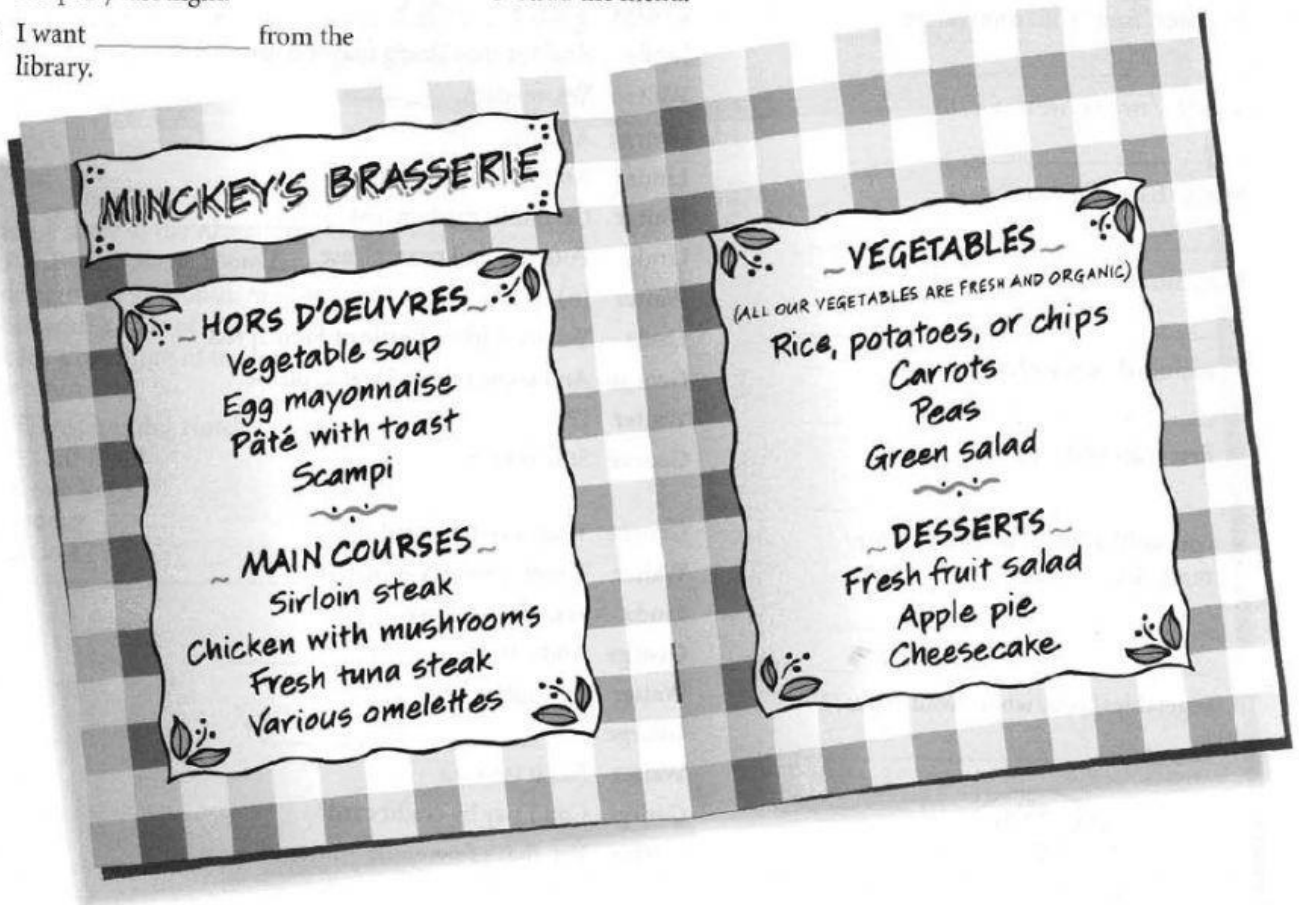 I want __________ from the
library.
MINCKEY'S BRASSERIE
HORS D'OEUVRES
Vegetable soup
Egg mayonnaise
Pâté with toast
Scampi
MAIN COURSES
Sirloin steak
Chicken with mushrooms
Fresh tuna steak
Various omelettes
VEGETABLES
(ALL OUR VEGETABLES ARE FRESH AND ORGANIC)
Rice, potatoes, or chips
Carrots
Peas
Green salad
DESSERTS
Fresh fruit salad
Apple pie
Cheesecake